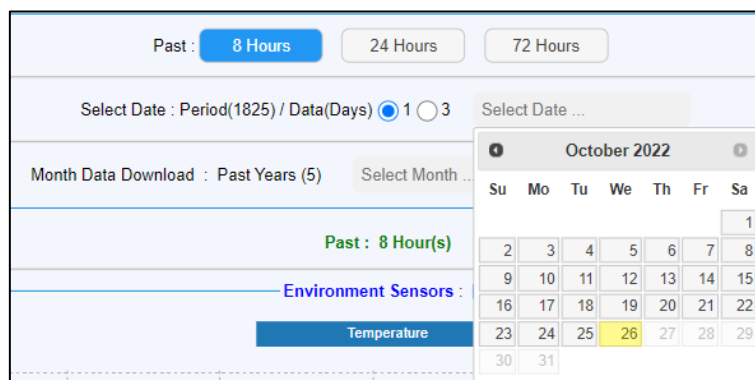 Past : 8 Hours 24 Hours 72 Hours
Select Date : Period(1825) / Data(Days) 1 3 Select Date ...
October 2022
Month Data Download : Past Years (5) Select Month ...
Su Mo Tu We Th Fr Sa
1
2 3 4 5 6 7 8
9 10 11 12 13 14 15
16 17 18 19 20 21 22
23 24 25 26 27 28 29
30 31
Past : 8 Hour(s)
Environment Sensors :
Temperature